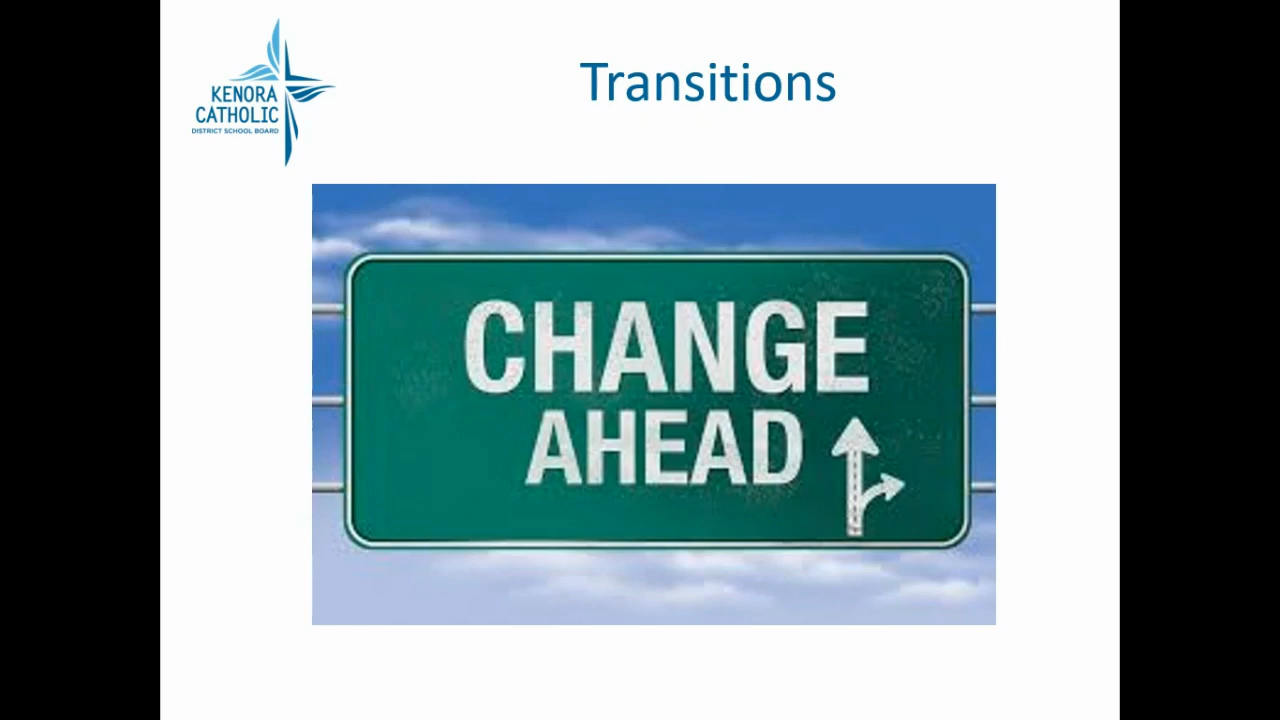 KENORA
CATHOLIC
DISTRICT SCHOOL BOARD
Transitions
CHANGE
AHEAD